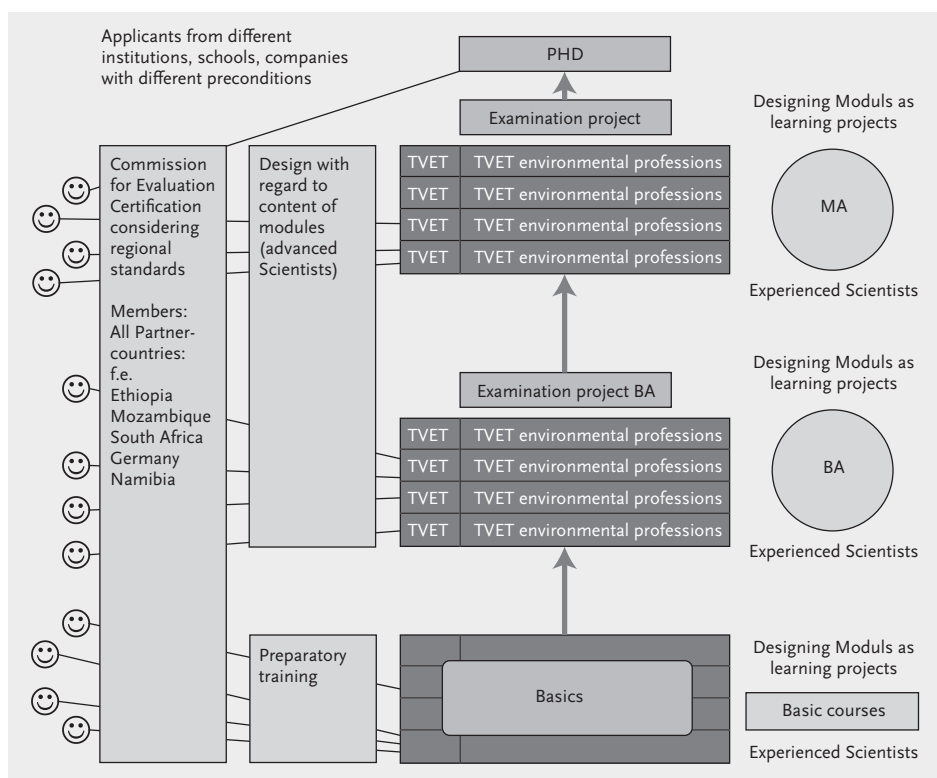 Applicants from different
institutions, schools, companies
with different preconditions
PHD
Examination project
Designing Moduls as
learning projects
MA
Experienced Scientists
Commission
for Evaluation
Certification
considering
regional
standards
Members:
All Partner-
countries:
f.e.
Ethiopia
Mozambique
South Africa
Germany
Namibia
Design with
regard to
content of
modules
(advanced
Scientists)
TVET TVET environmental professions
TVET TVET environmental professions
TVET TVET environmental professions
TVET TVET environmental professions
Examination project BA
Designing Moduls as
learning projects
BA
Experienced Scientists
TVET TVET environmental professions
TVET TVET environmental professions
TVET TVET environmental professions
TVET TVET environmental professions
Preparatory
training
Basics
Designing Moduls as
learning projects
Basic courses
Experienced Scientists